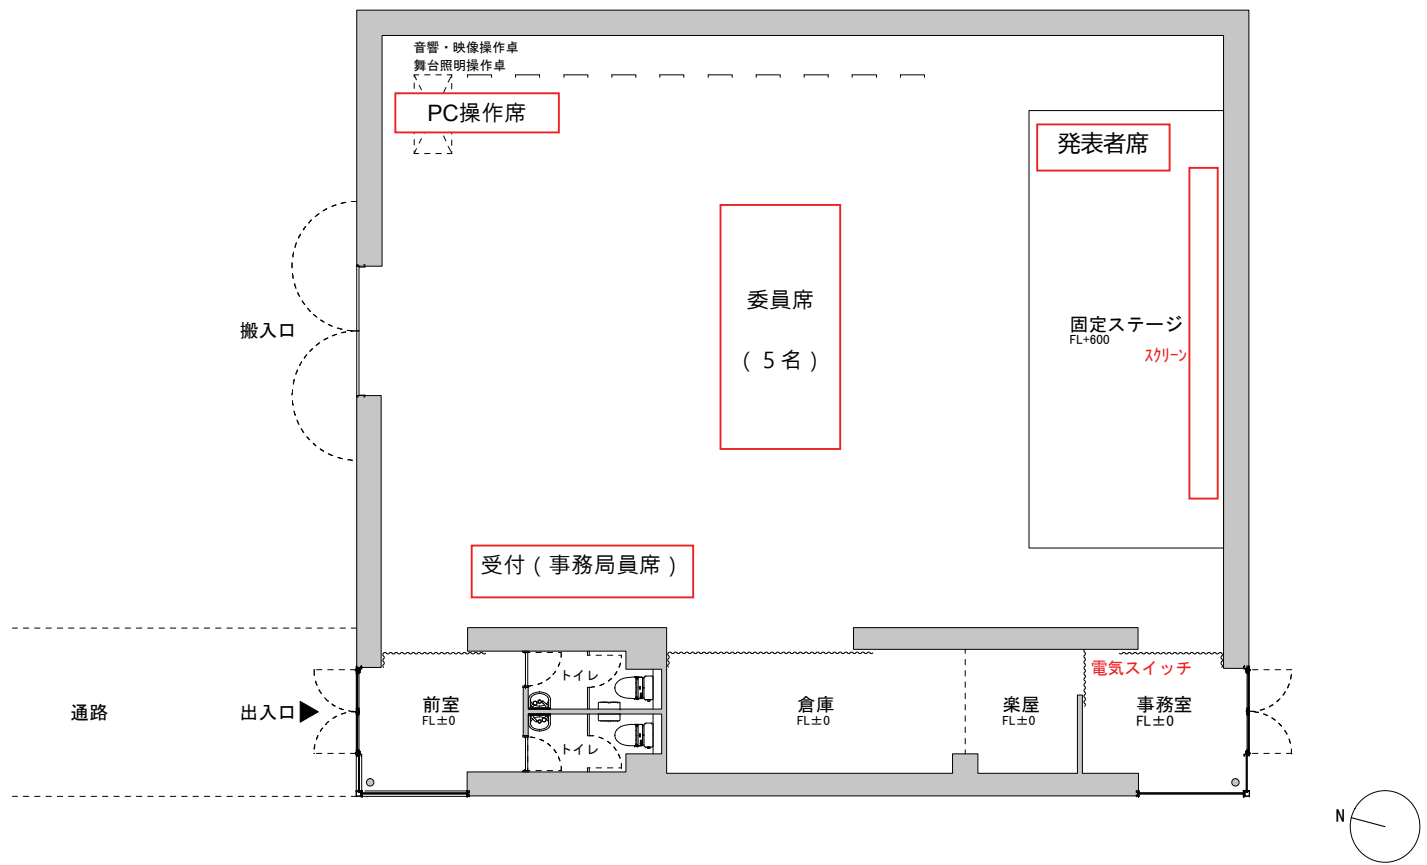 音響・映像操作卓
舞台照明操作卓
PC操作席
発表者席
委員席
（５名）
搬入口
固定ステージ
FL+600
スクリーン
受付（事務局員席）
電気スイッチ
トイレ
通路
出入口
前室
FL±0
倉庫
FL±0
楽屋
FL±0
事務室
FL±0
トイレ
N